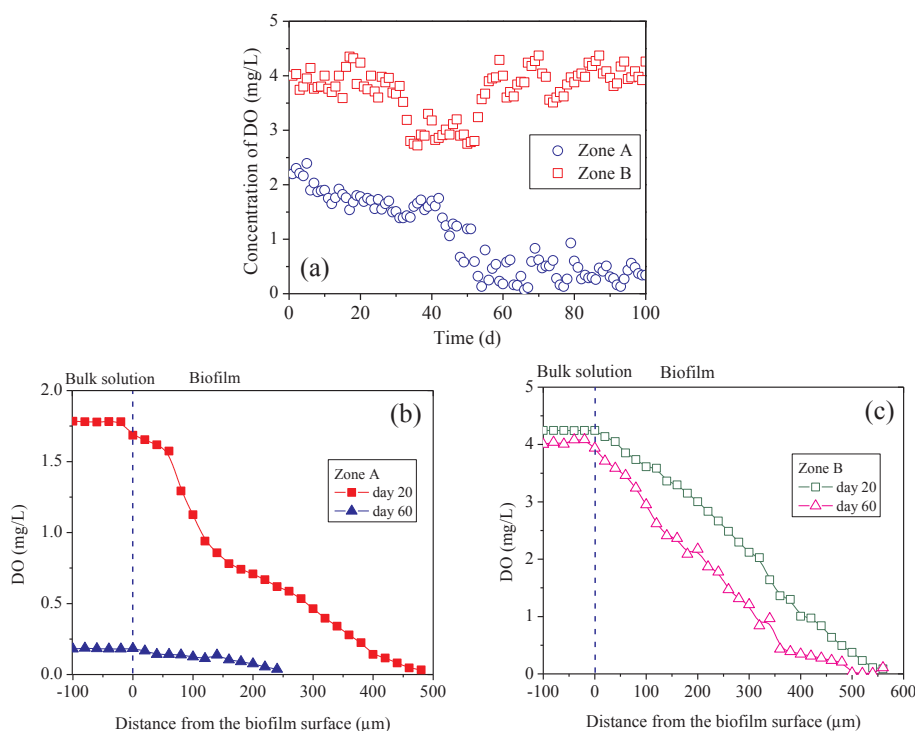 5
4
3
2
1
0
0 20 40 60 80 100
Concentration of DO (mg/L)
Time (d)
Zone A
Zone B
(a)
Bulk solution Biofilm
(b)
2.0
1.5
1.0
0.5
0.0
-100 0 100 200 300 400 500
DO (mg/L)
Distance from the biofilm surface (µm)
Zone A
day 20
day 60
Bulk solution Biofilm
(c)
5
4
3
2
1
0
-100 0 100 200 300 400 500 600
DO (mg/L)
Distance from the biofilm surface (µm)
Zone B
day 20
day 60